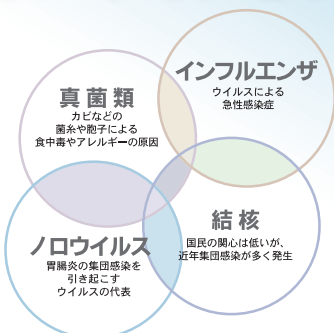 インフルエンザ
ウイルスによる
急性感染症
真菌類
カビなどの
菌糸や胞子による
食中毒やアレルギーの原因
結核
国民の関心は低いが、
近年集団感染が多く発生
ノロウイルス
胃腸炎の集団感染を
引き起こす
ウイルスの代表